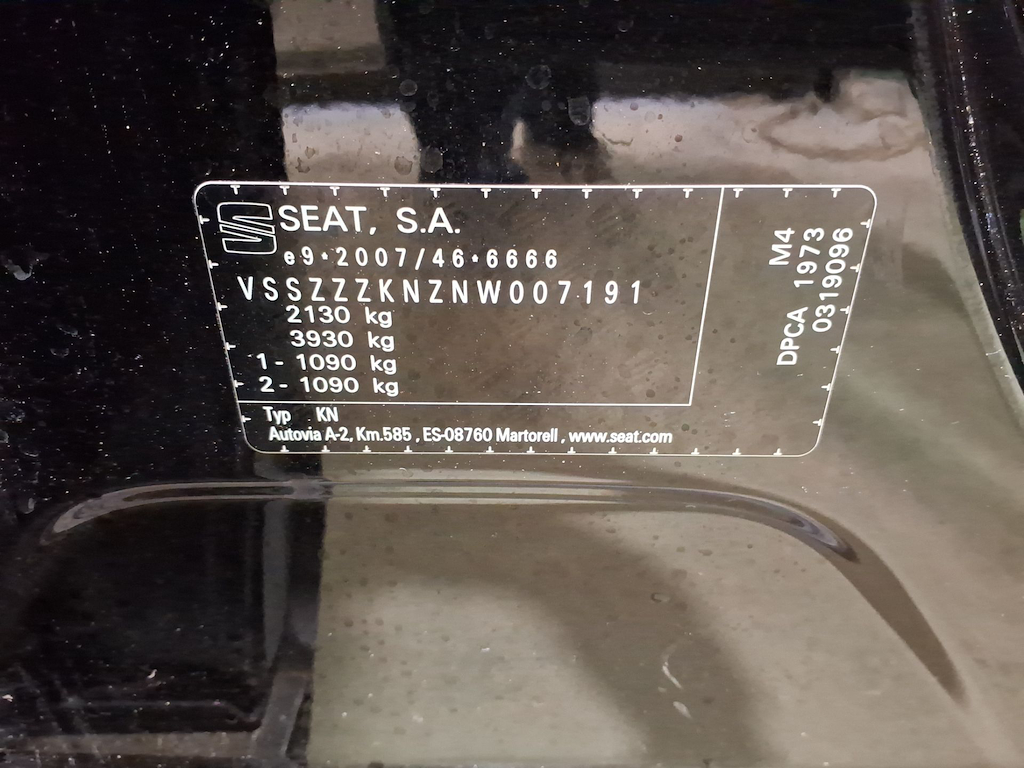 SEAT, S.A.
e9*2007/46*6666
VSSZZZKNZNW007191
2130 kg
3930 kg
1 - 1090 kg
2 - 1090 kg
Typ KN
Autovia A-2, Km.585 , ES-08760 Martorell , www.seat.com
M4
DPCA 1973
0319096